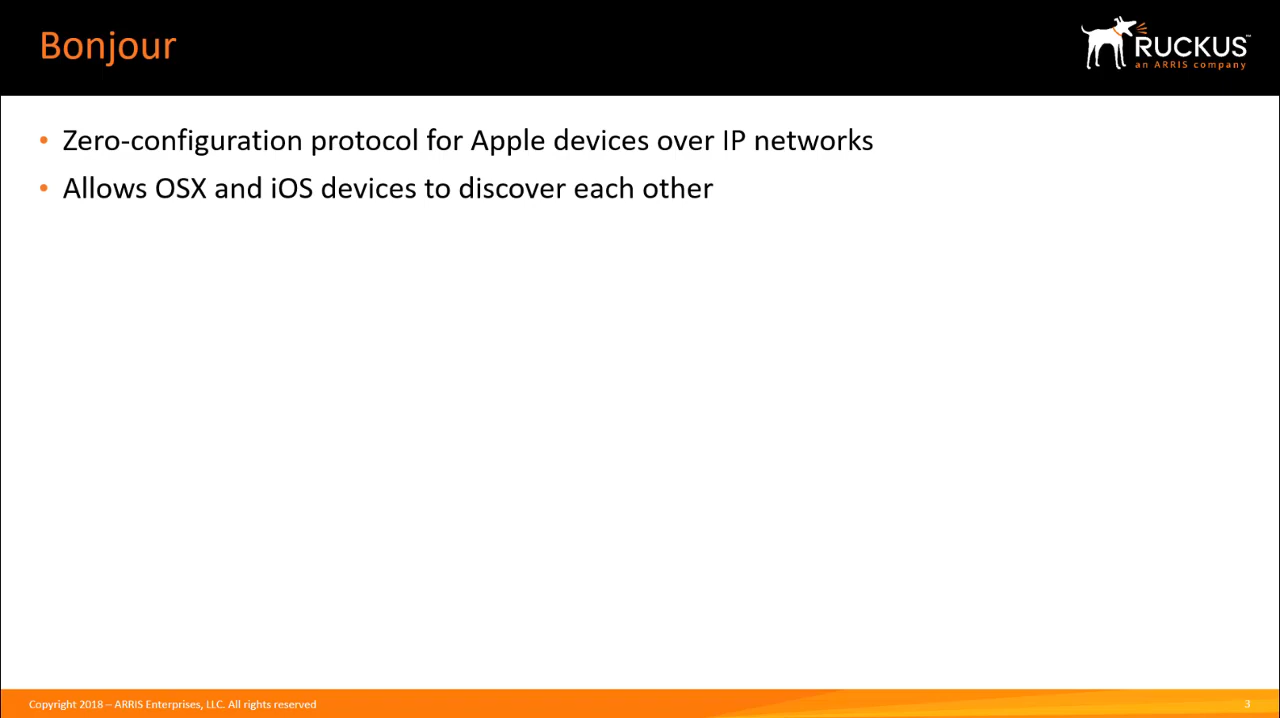 Bonjour
RUCKUS™
an ARRIS company
• Zero-configuration protocol for Apple devices over IP networks
• Allows OSX and iOS devices to discover each other
Copyright 2018 – ARRIS Enterprises, LLC. All rights reserved
3